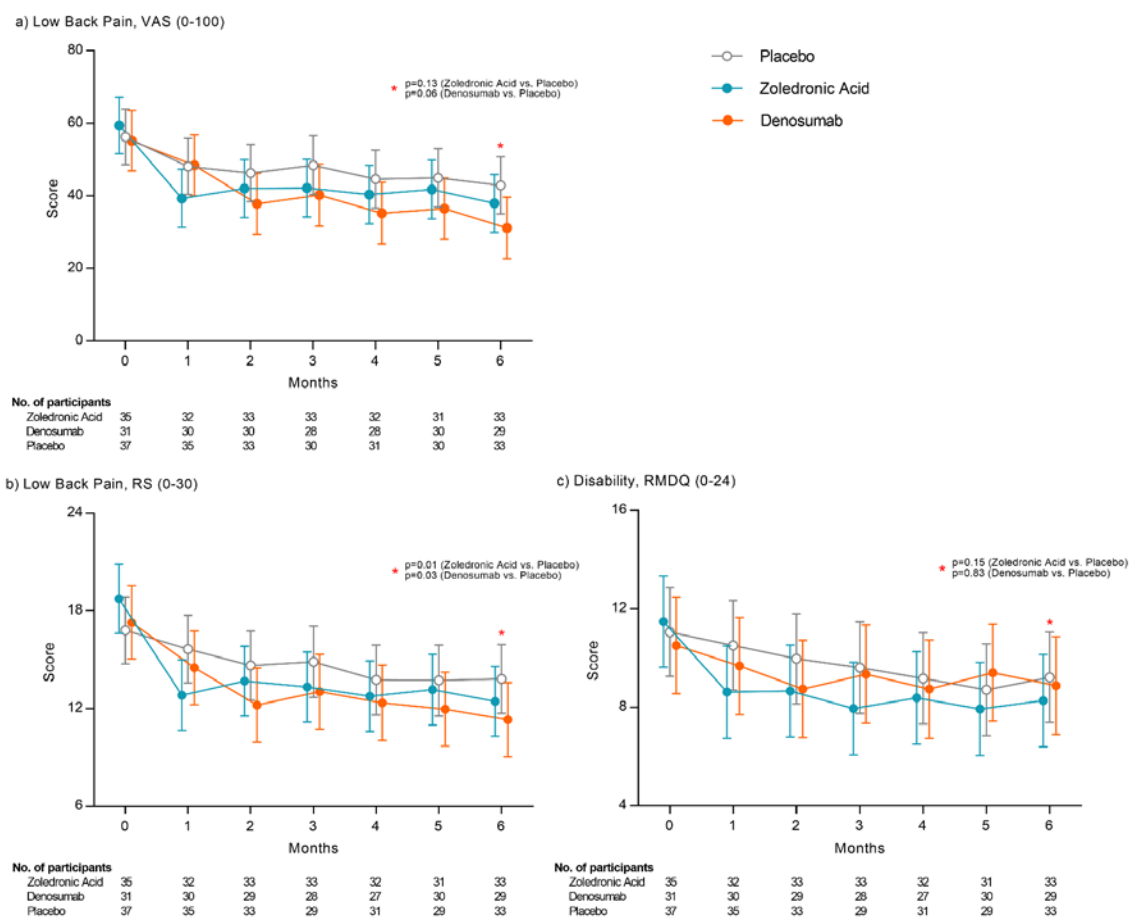 a) Low Back Pain, VAS (0-100)
80
60
40
20
0
Score
* p=0.13 (Zoledronic Acid vs. Placebo)
p=0.06 (Denosumab vs. Placebo)
*
Placebo
Zoledronic Acid
Denosumab
0 1 2 3 4 5 6
Months
No. of participants
Zoledronic Acid 35 32 33 33 32 31 33
Denosumab 31 30 30 28 28 30 29
Placebo 37 35 33 30 31 30 33
b) Low Back Pain, RS (0-30)
24
18
12
6
Score
* p=0.01 (Zoledronic Acid vs. Placebo)
p=0.03 (Denosumab vs. Placebo)
*
0 1 2 3 4 5 6
Months
No. of participants
Zoledronic Acid 35 32 33 33 32 31 33
Denosumab 31 30 29 28 27 30 29
Placebo 37 35 33 29 31 29 33
c) Disability, RMDQ (0-24)
16
12
8
4
Score
* p=0.15 (Zoledronic Acid vs. Placebo)
p=0.83 (Denosumab vs. Placebo)
*
0 1 2 3 4 5 6
Months
No. of participants
Zoledronic Acid 35 32 33 33 32 31 33
Denosumab 31 30 29 28 27 30 29
Placebo 37 35 33 29 31 29 33